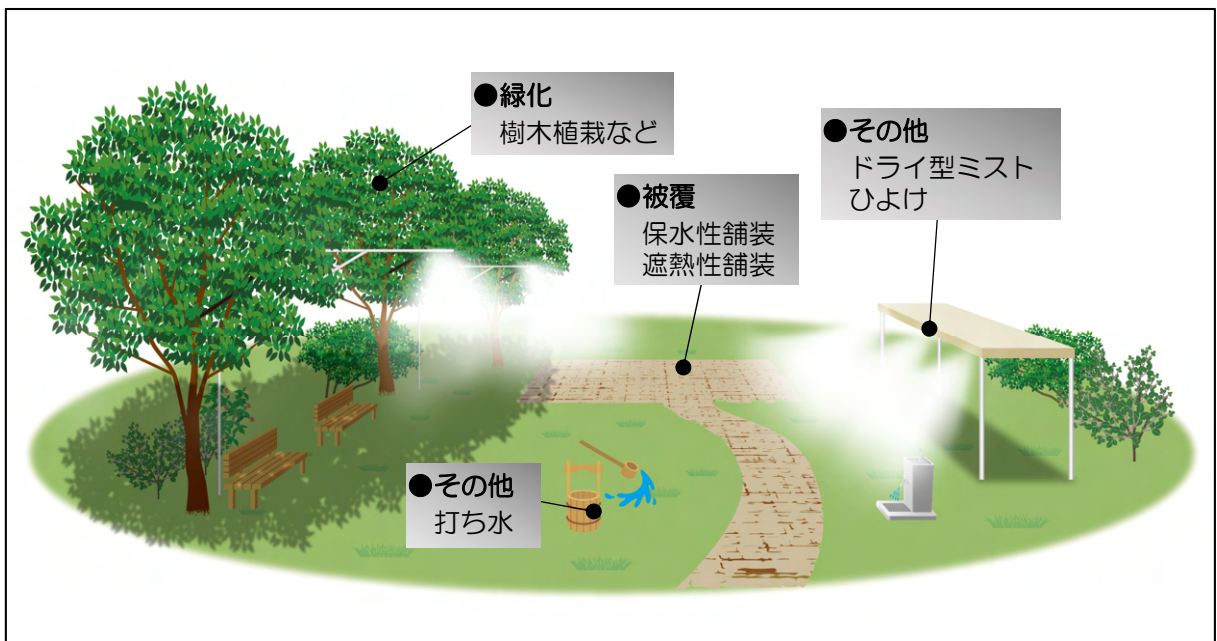 ●緑化
樹木植栽など
●その他
ドライ型ミスト
ひよけ
●被覆
保水性舗装
遮熱性舗装
●その他
打ち水